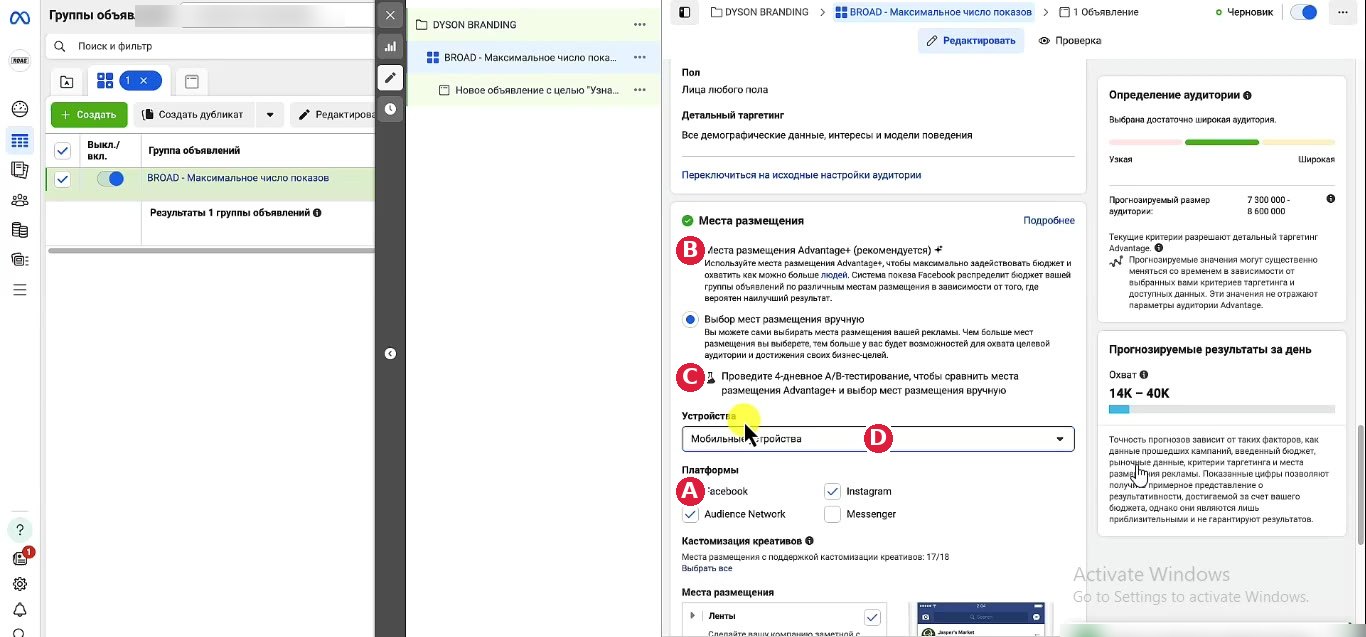 Группы объяв
Поиск и фильтр
1
+ Создать
Создать дубликат
Редактирова
Выкл./
вкл.
Группа объявлений
BROAD - Максимальное число показов
Результаты 1 группы объявлений
ROAS
?
1
DYSON BRANDING
BROAD - Максимальное число пока...
Новое объявление с целью "Узна...
DYSON BRANDING
BROAD - Максимальное число показов
1 Объявление
Черновик
Редактировать
Проверка
Пол
Лица любого пола
Детальный таргетинг
Все демографические данные, интересы и модели поведения
Переключиться на исходные настройки аудитории
Места размещения
Подробнее
B
Места размещения Advantage+ (рекомендуется)
Используйте места размещения Advantage+, чтобы максимально задействовать бюджет и
охватить как можно больше людей. Система показа Facebook распределит бюджет вашей
группы объявлений по различным местам размещения в зависимости от того, где
вероятен наилучший результат.
Выбор мест размещения вручную
Вы можете сами выбирать места размещения вашей рекламы. Чем больше мест
размещения вы выберете, тем больше у вас будет возможностей для охвата целевой
аудитории и достижения своих бизнес-целей.
C
Проведите 4-дневное A/B-тестирование, чтобы сравнить места
размещения Advantage+ и выбор мест размещения вручную
Устройства
Мобильные устройства
D
Платформы
A
acebook
Instagram
Audience Network
Messenger
Кастомизация креативов
Места размещения с поддержкой кастомизации креативов: 17/18
Выбрать все
Места размещения
Ленты
Сделайте вашу компанию заметной с
2:04
Search
Jasper's Market
Определение аудитории
Выбрана достаточно широкая аудитория.
Узкая
Широкая
Прогнозируемый размер
аудитории:
7 300 000 -
8 600 000
Текущие критерии разрешают детальный таргетинг
Advantage.
Прогнозируемые значения могут существенно
меняться со временем в зависимости от
выбранных вами критериев таргетинга и
доступных данных. Эти значения не отражают
параметры аудитории Advantage.
Прогнозируемые результаты за день
Охват
14K – 40K
Точность прогнозов зависит от таких факторов, как
данные прошедших кампаний, введенный бюджет,
рыночные данные, критерии таргетинга и места
размещения рекламы. Показанные цифры позволяют
получить примерное представление о
результативности, достигаемой за счет вашего
бюджета, однако они являются лишь
приблизительными и не гарантируют результатов.
Activate Windows
Go to Settings to activate Windows.